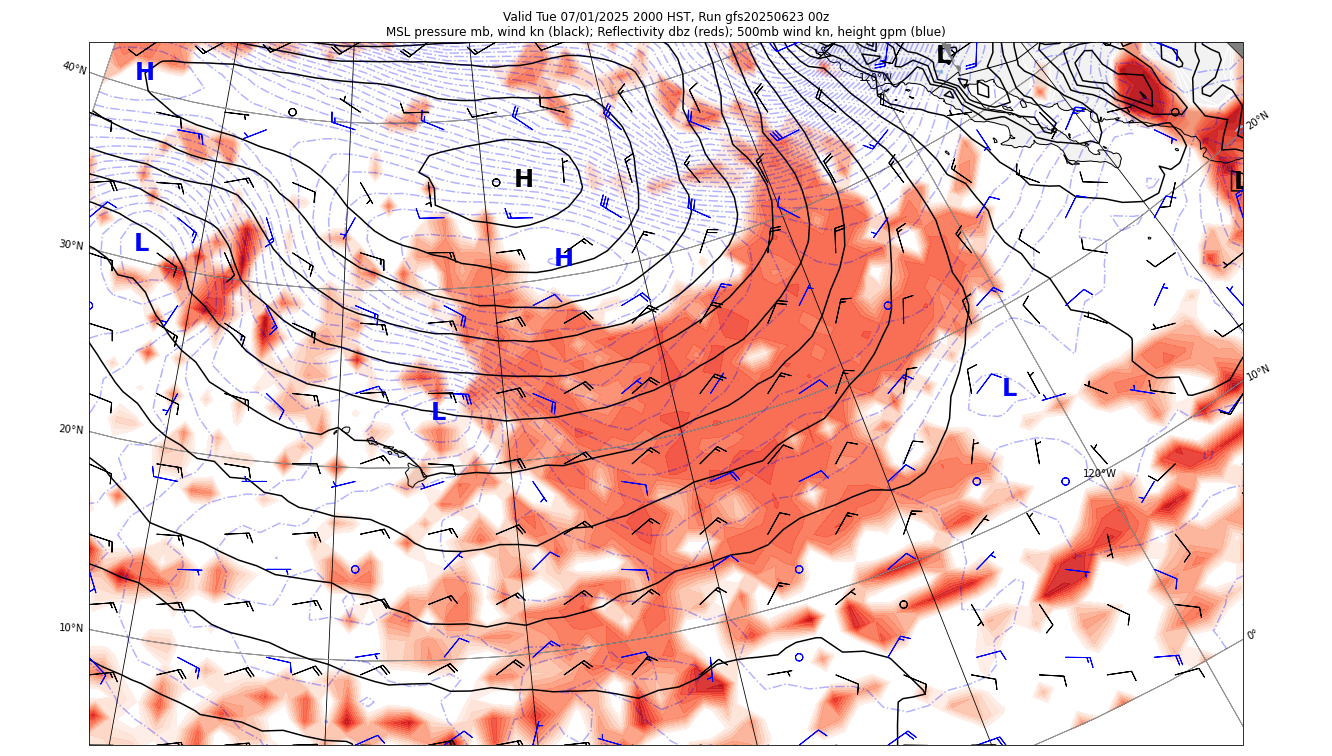 Valid Tue 07/01/2025 2000 HST, Run gfs20250623 00z
MSL pressure mb, wind kn (black); Reflectivity dbz (reds); 500mb wind kn, height gpm (blue)
L
40°N
H
120°W
20°N
H
L
L
30°N
H
10°N
L
L
20°N
120°W
10°N
0°